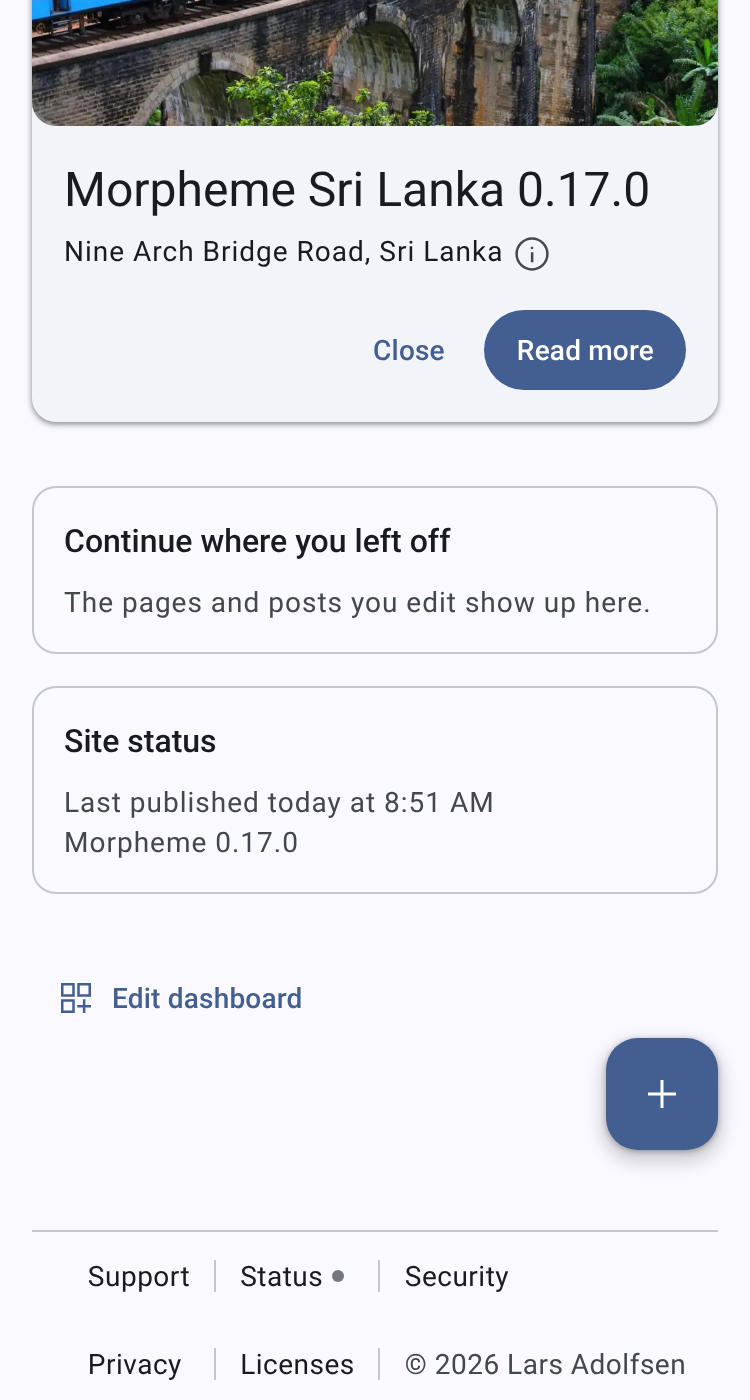 Morpheme Sri Lanka 0.17.0
Nine Arch Bridge Road, Sri Lanka
Close
Read more
Continue where you left off
The pages and posts you edit show up here.
Site status
Last published today at 8:51 AM
Morpheme 0.17.0
Edit dashboard
Support Status Security
Privacy Licenses © 2026 Lars Adolfsen